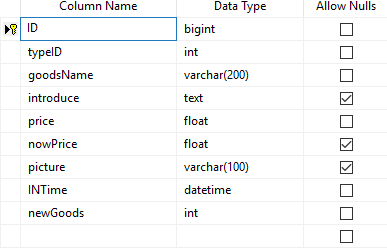 Column Name Data Type Allow Nulls
ID bigint
typeID int
goodsName varchar(200)
introduce text
price float
nowPrice float
picture varchar(100)
INTime datetime
newGoods int